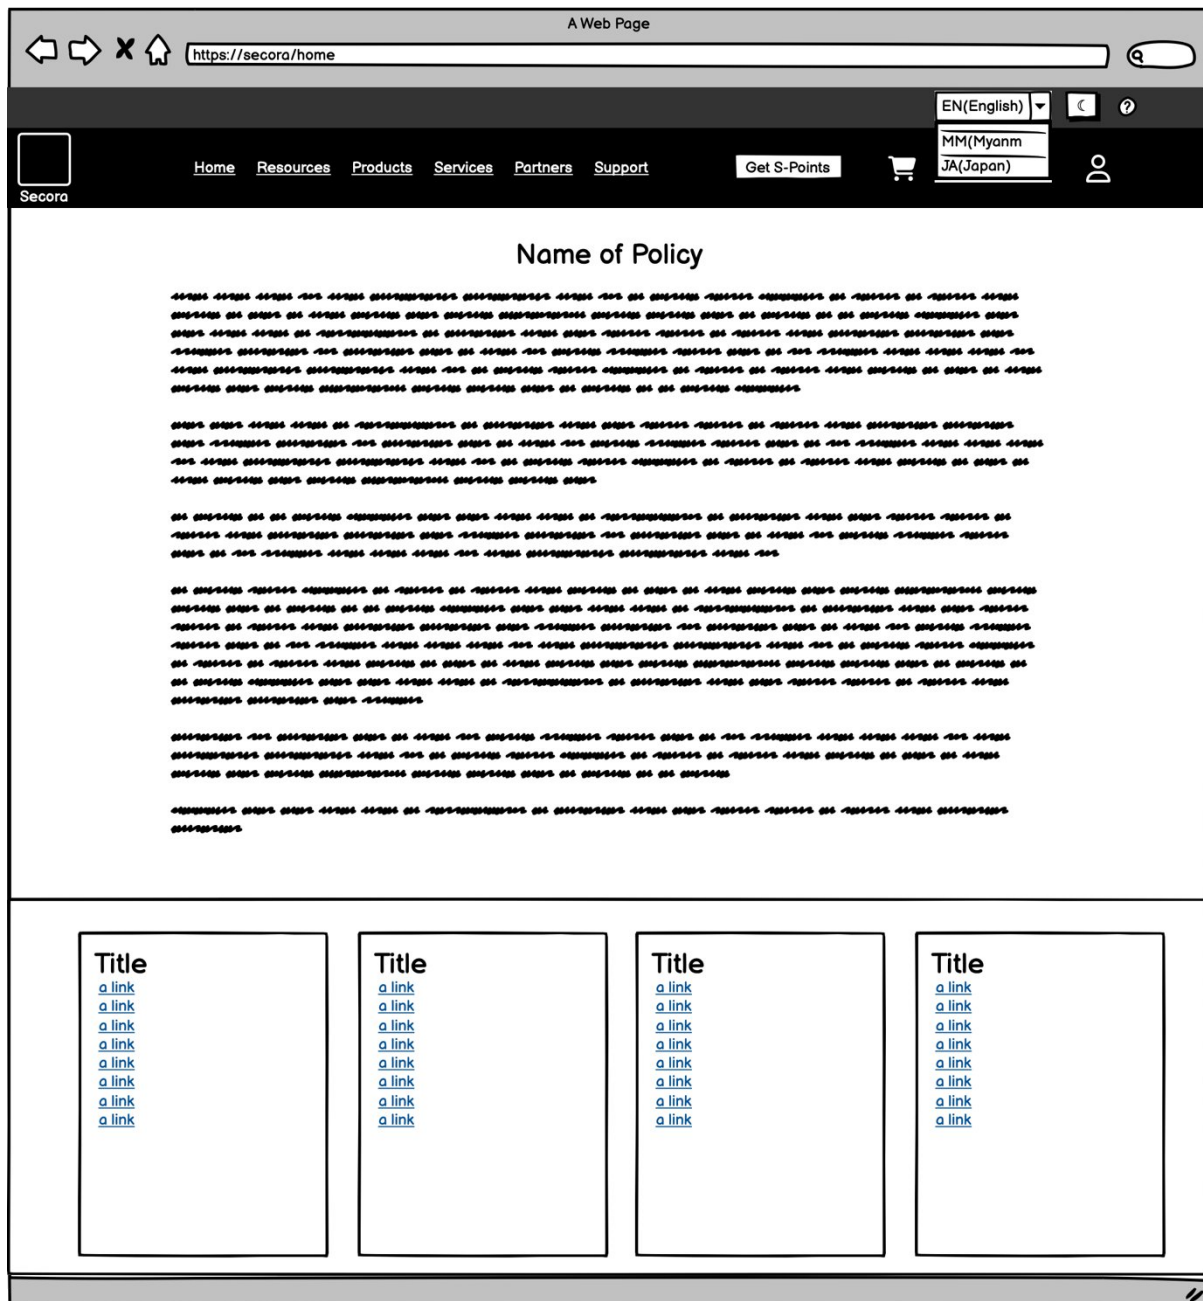 A Web Page
https://secora/home
EN(English)
MM(Myanm
JA(Japan)
Secora
Home Resources Products Services Partners Support Get S-Points
Name of Policy
Title
a link
a link
a link
a link
a link
a link
a link
a link
Title
a link
a link
a link
a link
a link
a link
a link
a link
Title
a link
a link
a link
a link
a link
a link
a link
a link
Title
a link
a link
a link
a link
a link
a link
a link
a link